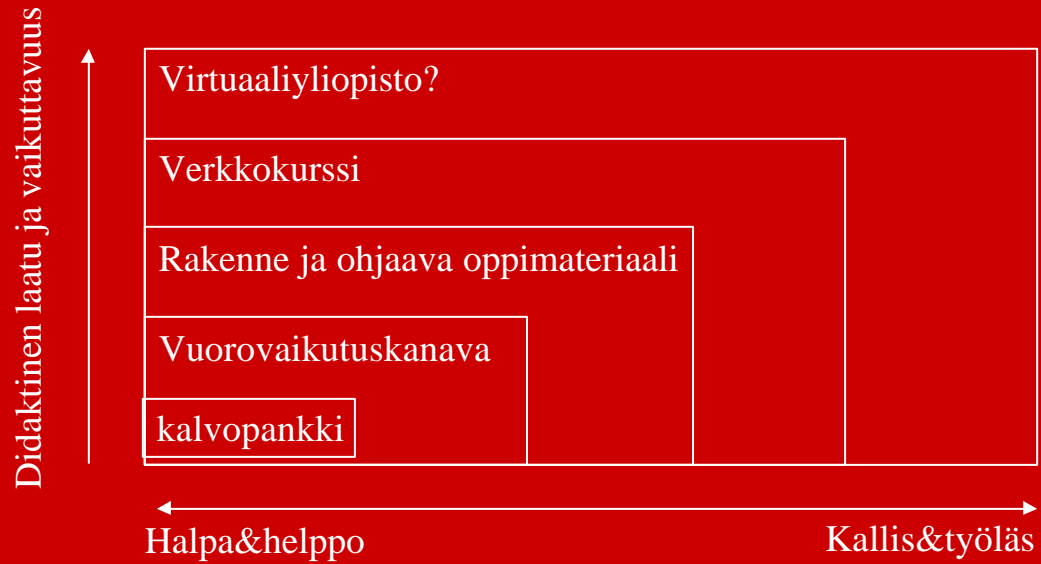 Didaktinen laatu ja vaikuttavuus
Virtuaaliyliopisto?
Verkkokurssi
Rakenne ja ohjaava oppimateriaali
Vuorovaikutuskanava
kalvopankki
Halpa&helppo
Kallis&työläs